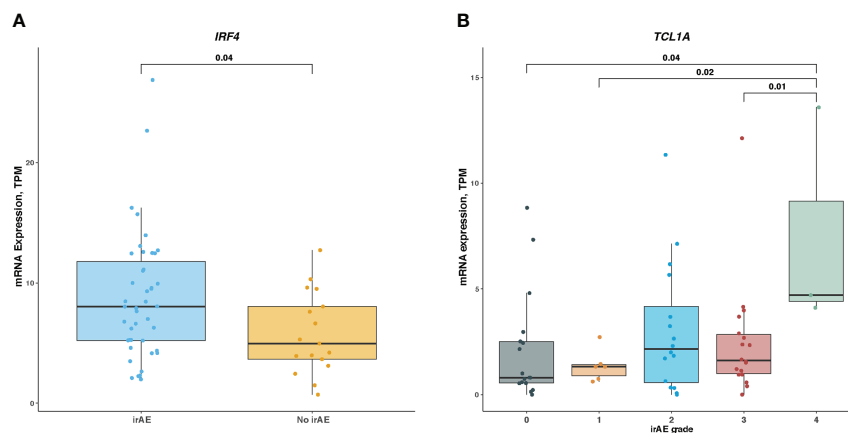 A
IRF4
0.04
mRNA Expression, TPM
20
10
0
irAE
No irAE
B
TCL1A
0.04
0.02
0.01
mRNA expression, TPM
15
10
5
0
0
1
2
3
4
irAE grade